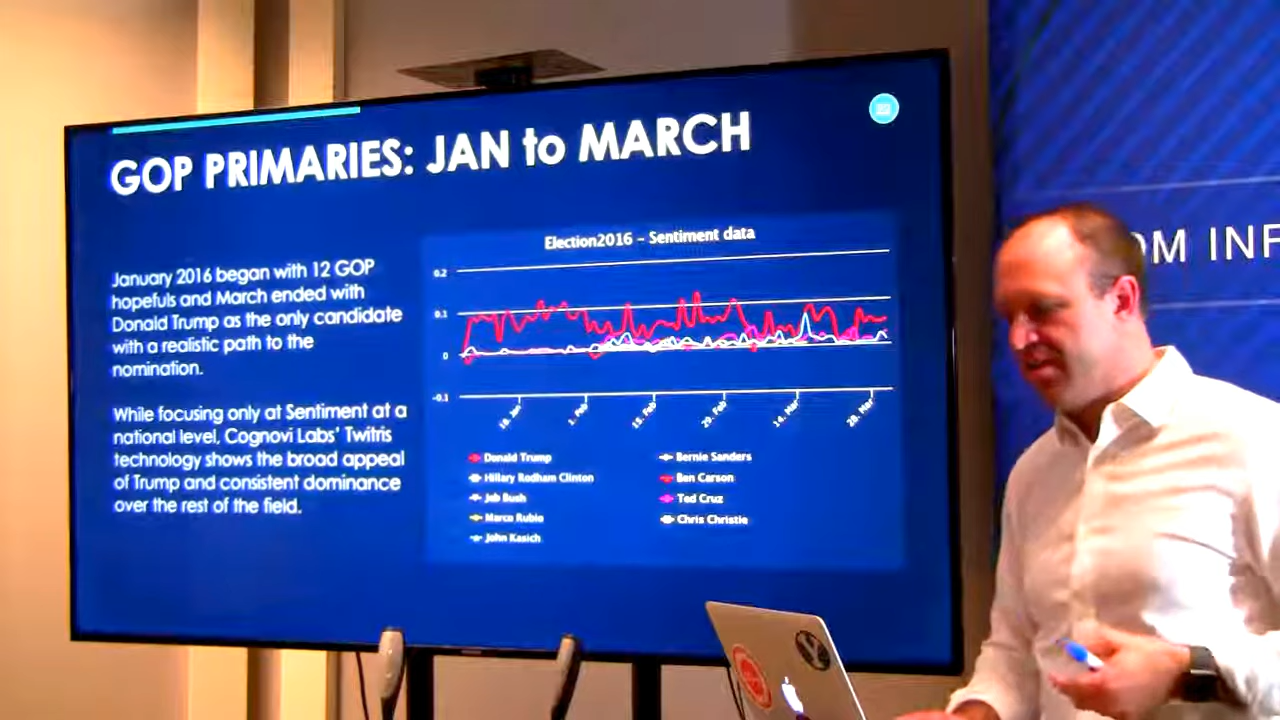 GOP PRIMARIES: JAN to MARCH
January 2016 began with 12 GOP
hopefuls and March ended with
Donald Trump as the only candidate
with a realistic path to the
nomination.
While focusing only at Sentiment at a
national level, Cognovi Labs' Twitris
technology shows the broad appeal
of Trump and consistent dominance
over the rest of the field.
Election2016 – Sentiment data
0.2
0.1
0
-0.1
18. Jan
1. Feb
15. Feb
29. Feb
14. Mar
28. Mar
Donald Trump
Hillary Rodham Clinton
Jeb Bush
Marco Rubio
John Kasich
Bernie Sanders
Ben Carson
Ted Cruz
Chris Christie
OM INF